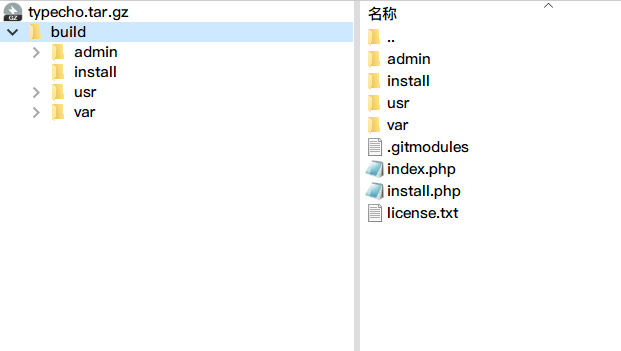 typecho.tar.gz
build
admin
install
usr
var
名称
..
admin
install
usr
var
.gitmodules
index.php
install.php
license.txt